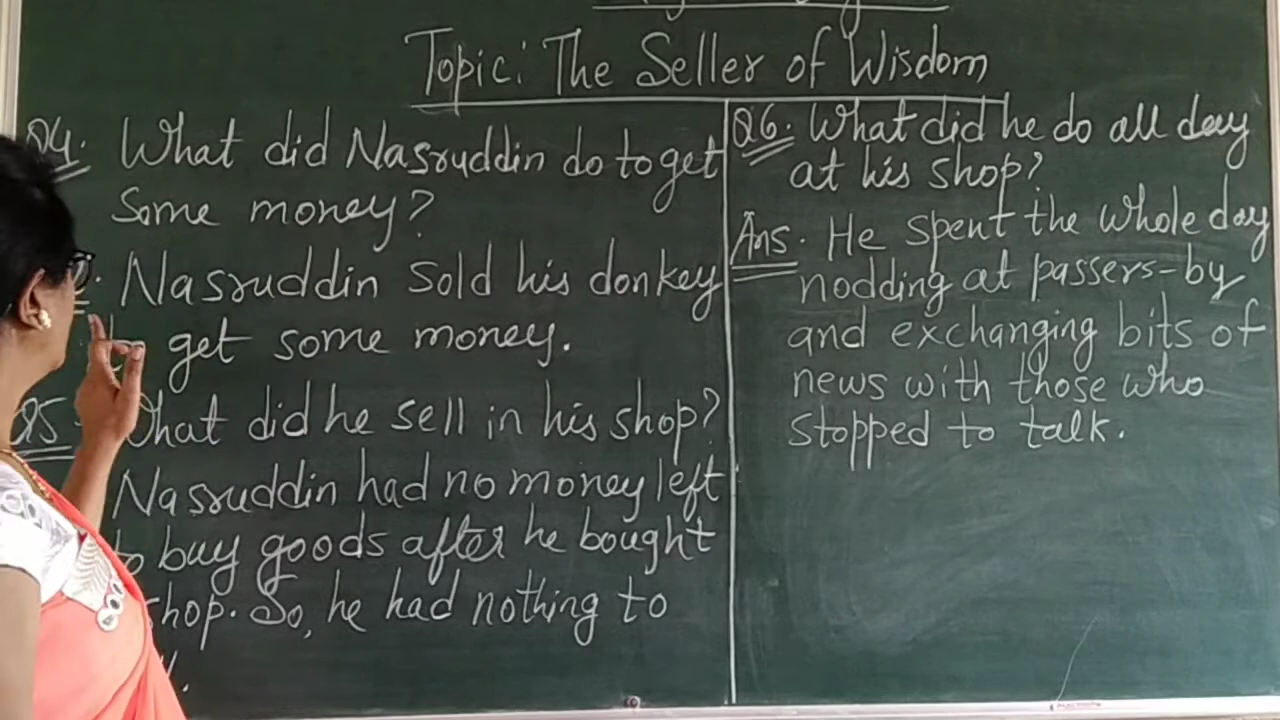 Topic: The Seller of Wisdom
Q4. What did Nasruddin do to get
some money?
Nasruddin sold his donkey
get some money.
Q5. What did he sell in his shop?
Nasruddin had no money left
to buy goods after he bought
shop. So, he had nothing to
Q6. What did he do all day
at his shop?
Ans. He spent the whole day
nodding at passers-by
and exchanging bits of
news with those who
stopped to talk.